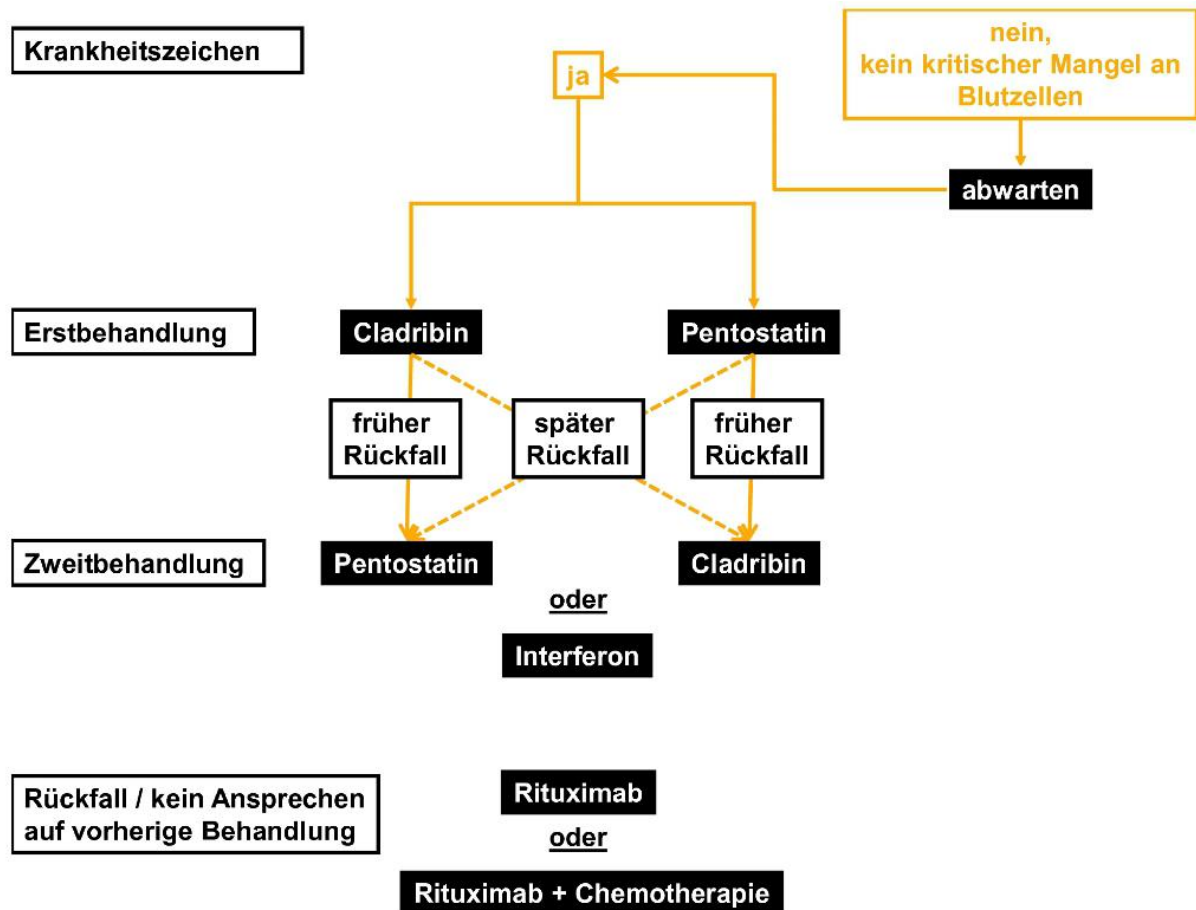 Krankheitszeichen
ja
nein,
kein kritischer Mangel an
Blutzellen
abwarten
Erstbehandlung
Cladribin
Pentostatin
früher
Rückfall
später
Rückfall
früher
Rückfall
Zweitbehandlung
Pentostatin
Cladribin
oder
Interferon
Rückfall / kein Ansprechen
auf vorherige Behandlung
Rituximab
oder
Rituximab + Chemotherapie